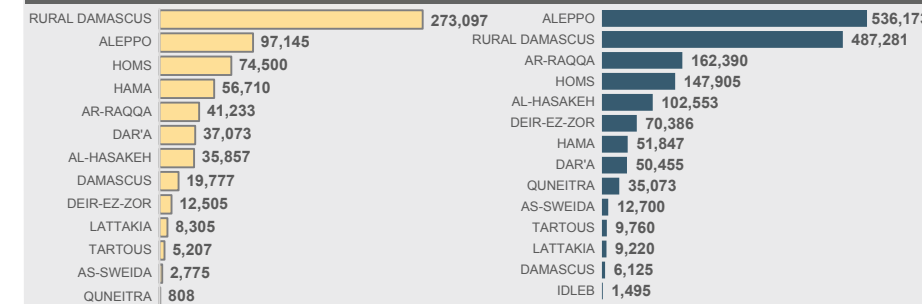 RURAL DAMASCUS 273,097
ALEPPO 97,145
HOMS 74,500
HAMA 56,710
AR-RAQQA 41,233
DAR'A 37,073
AL-HASAKEH 35,857
DAMASCUS 19,777
DEIR-EZ-ZOR 12,505
LATTAKIA 8,305
TARTOUS 5,207
AS-SWEIDA 2,775
QUNEITRA 808
ALEPPO 536,173
RURAL DAMASCUS 487,281
AR-RAQQA 162,390
HOMS 147,905
AL-HASAKEH 102,553
DEIR-EZ-ZOR 70,386
HAMA 51,847
DAR'A 50,455
QUNEITRA 35,073
AS-SWEIDA 12,700
TARTOUS 9,760
LATTAKIA 9,220
DAMASCUS 6,125
IDLEB 1,495